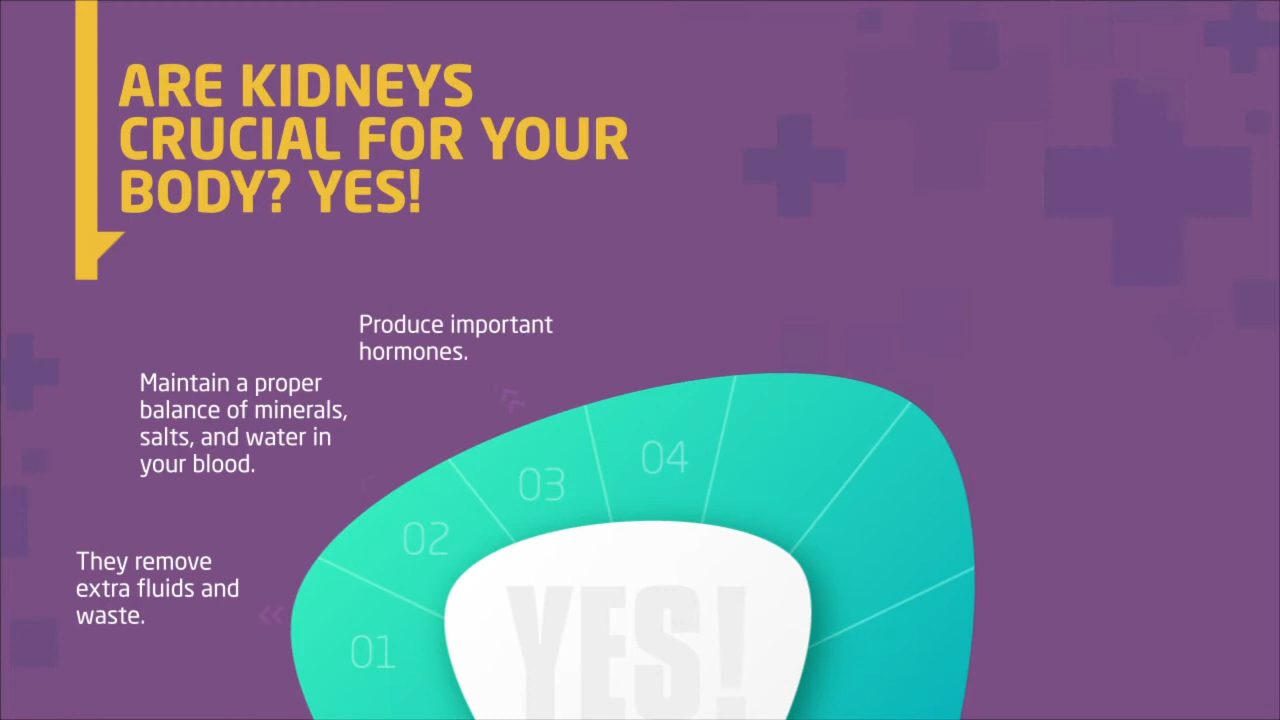 ARE KIDNEYS
CRUCIAL FOR YOUR
BODY? YES!
Produce important
hormones.
Maintain a proper
balance of minerals,
salts, and water in
your blood.
They remove
extra fluids and
waste.
01
02
03
04
YES!